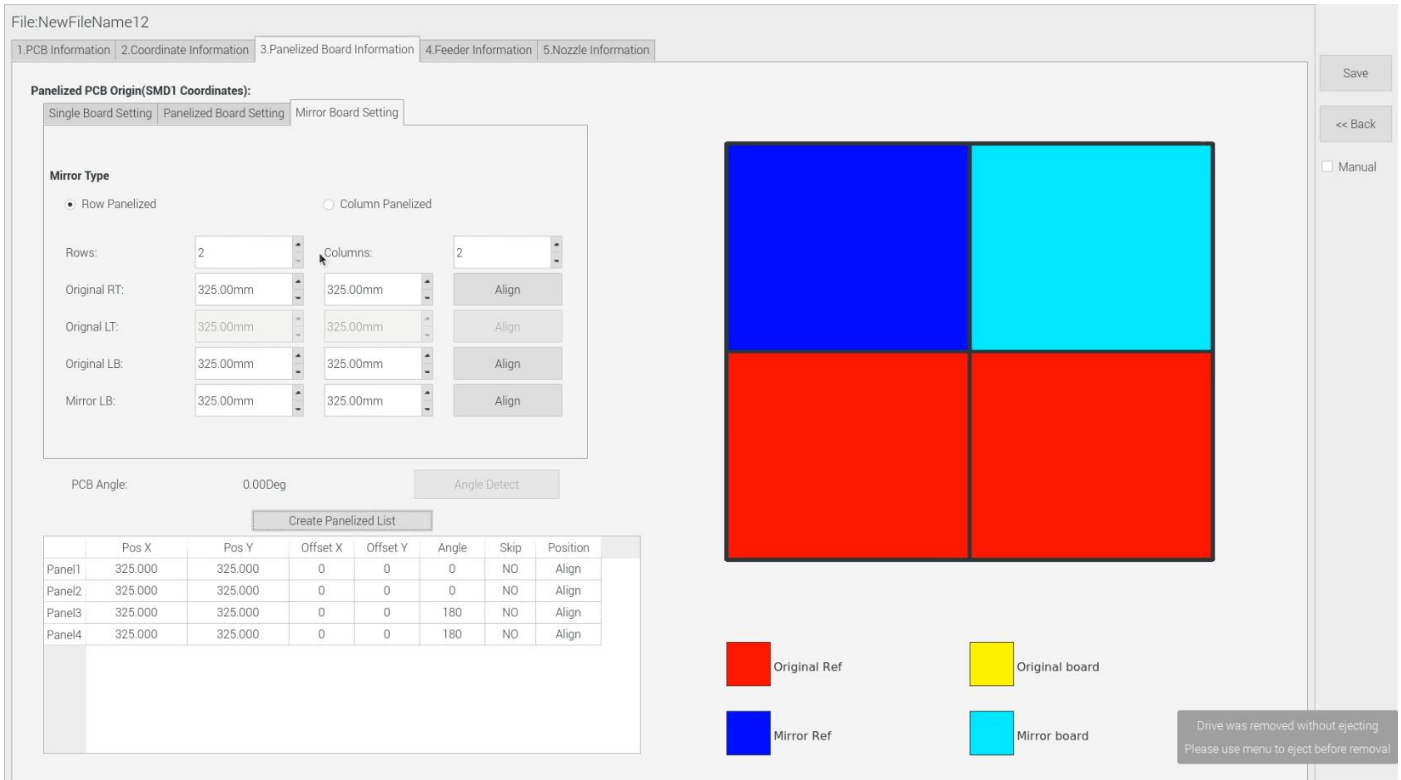 File:NewFileName12
1.PCB Information 2.Coordinate Information 3.Panelized Board Information 4.Feeder Information 5.Nozzle Information
Save
Panelized PCB Origin(SMD1 Coordinates):
Single Board Setting Panelized Board Setting Mirror Board Setting
<< Back
Manual
Mirror Type
Row Panelized Column Panelized
Rows: 2 Columns: 2
Original RT: 325.00mm 325.00mm Align
Orignal LT: 325.00mm 325.00mm Align
Original LB: 325.00mm 325.00mm Align
Mirror LB: 325.00mm 325.00mm Align
PCB Angle: 0.00Deg Angle Detect
Create Panelized List
Pos X Pos Y Offset X Offset Y Angle Skip Position
Panel1 325.000 325.000 0 0 0 NO Align
Panel2 325.000 325.000 0 0 0 NO Align
Panel3 325.000 325.000 0 0 180 NO Align
Panel4 325.000 325.000 0 0 180 NO Align
Original Ref Original board
Mirror Ref Mirror board
Drive was removed without ejecting
Please use menu to eject before removal